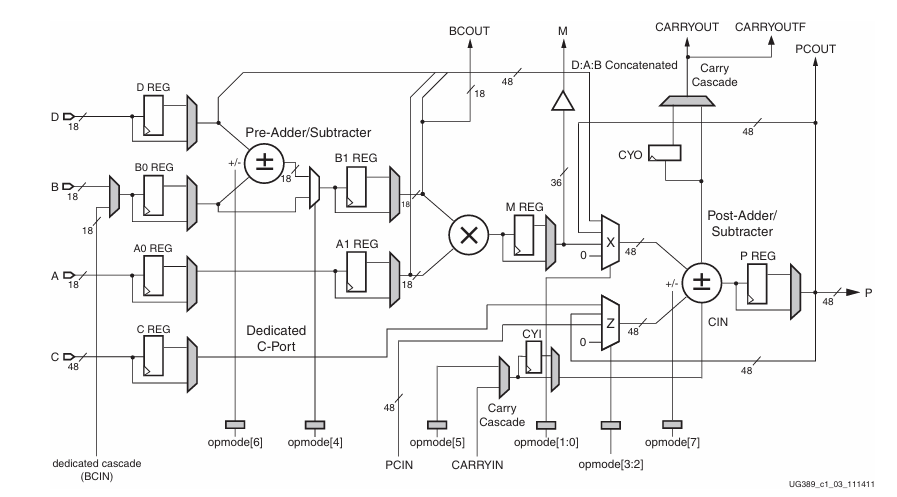 BCOUT
M
CARRYOUT
CARRYOUTF
PCOUT
D:A:B Concatenated
Carry
Cascade
48
18
D REG
D
18
Pre-Adder/Subtracter
+/-
±
18
B0 REG
B
18
18
B1 REG
18
48
CYO
36
M REG
×
X
48
0
Post-Adder/
Subtracter
P REG
+/-
±
48
P
CIN
A0 REG
A
18
A1 REG
18
C REG
C
48
Dedicated
C-Port
Z
48
0
CYI
48
48
Carry
Cascade
opmode[6]
opmode[4]
opmode[5]
opmode[1:0]
opmode[7]
dedicated cascade
(BCIN)
PCIN
CARRYIN
opmode[3:2]
UG389_c1_03_111411